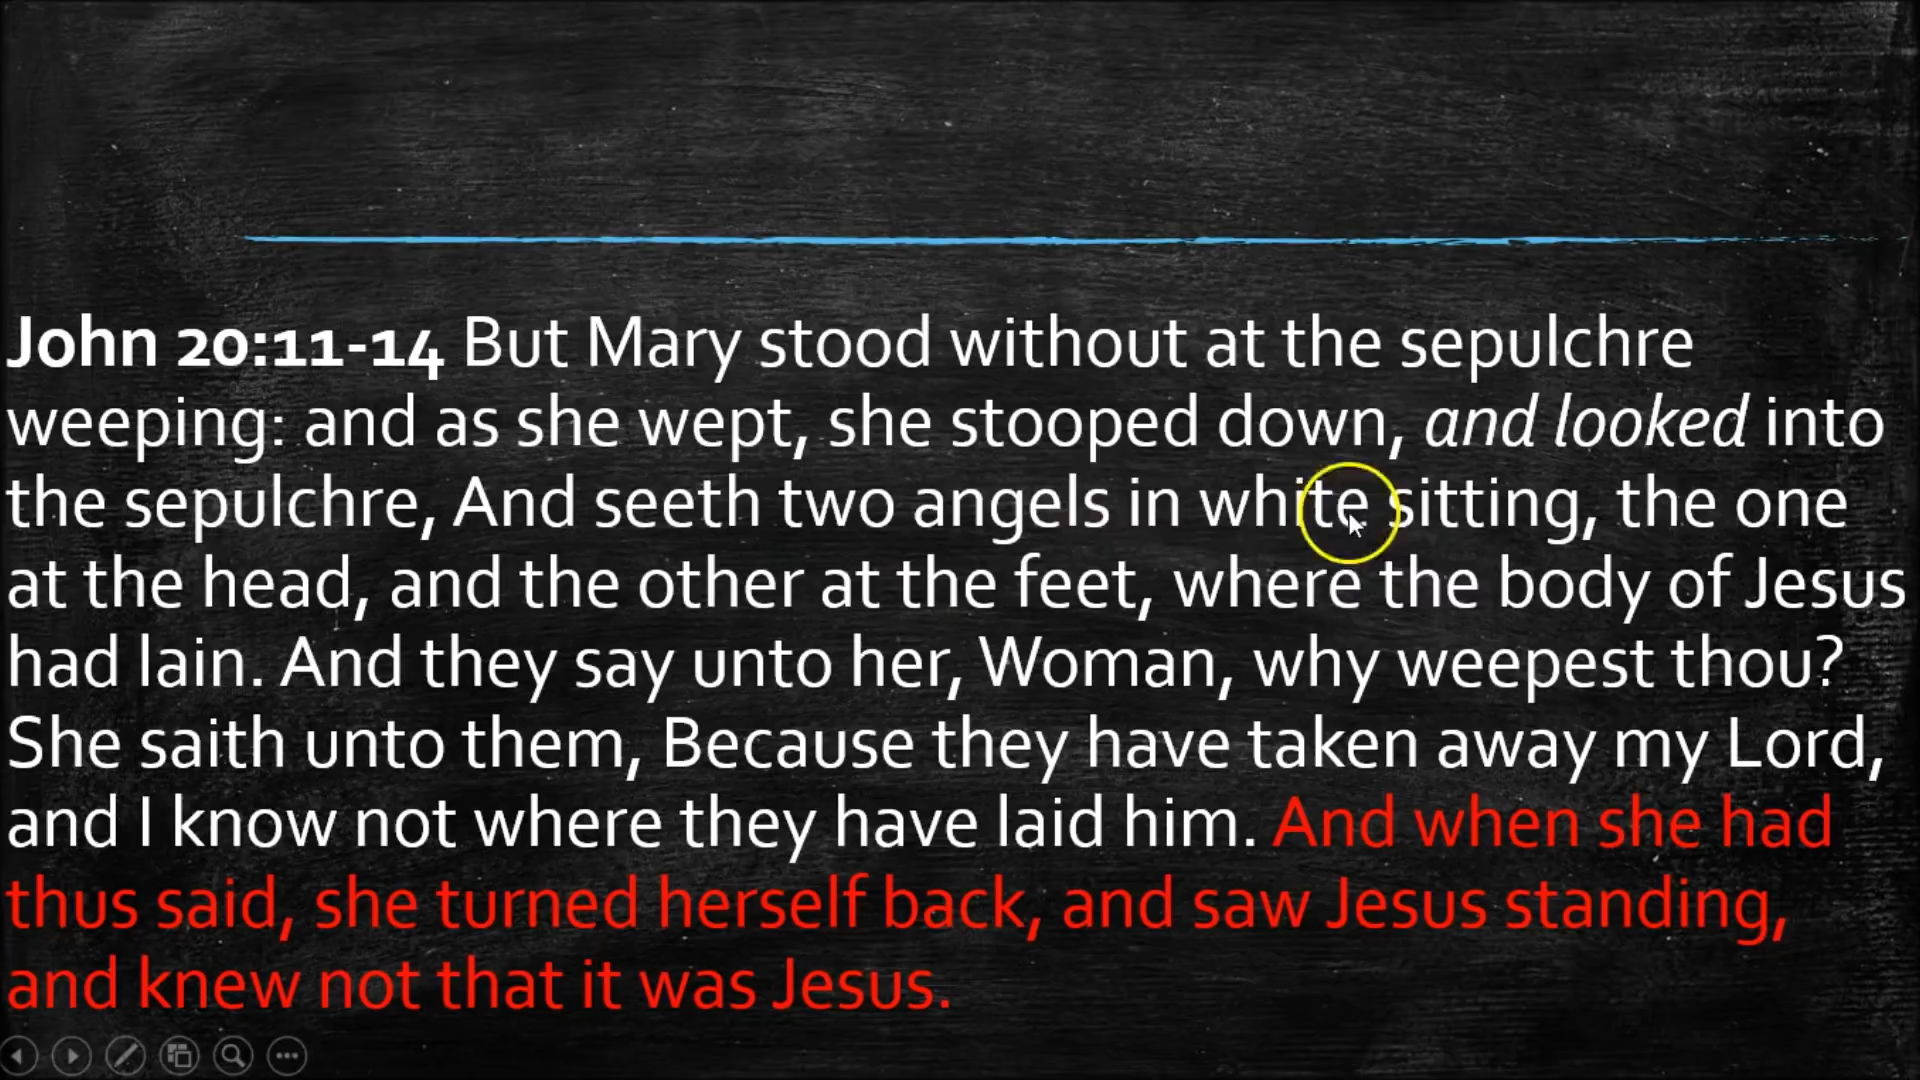 John 20:11-14 But Mary stood without at the sepulchre
weeping: and as she wept, she stooped down, and looked into
the sepulchre, And seeth two angels in white sitting, the one
at the head, and the other at the feet, where the body of Jesus
had lain. And they say unto her, Woman, why weepest thou?
She saith unto them, Because they have taken away my Lord,
and I know not where they have laid him. And when she had
thus said, she turned herself back, and saw Jesus standing,
and knew not that it was Jesus.